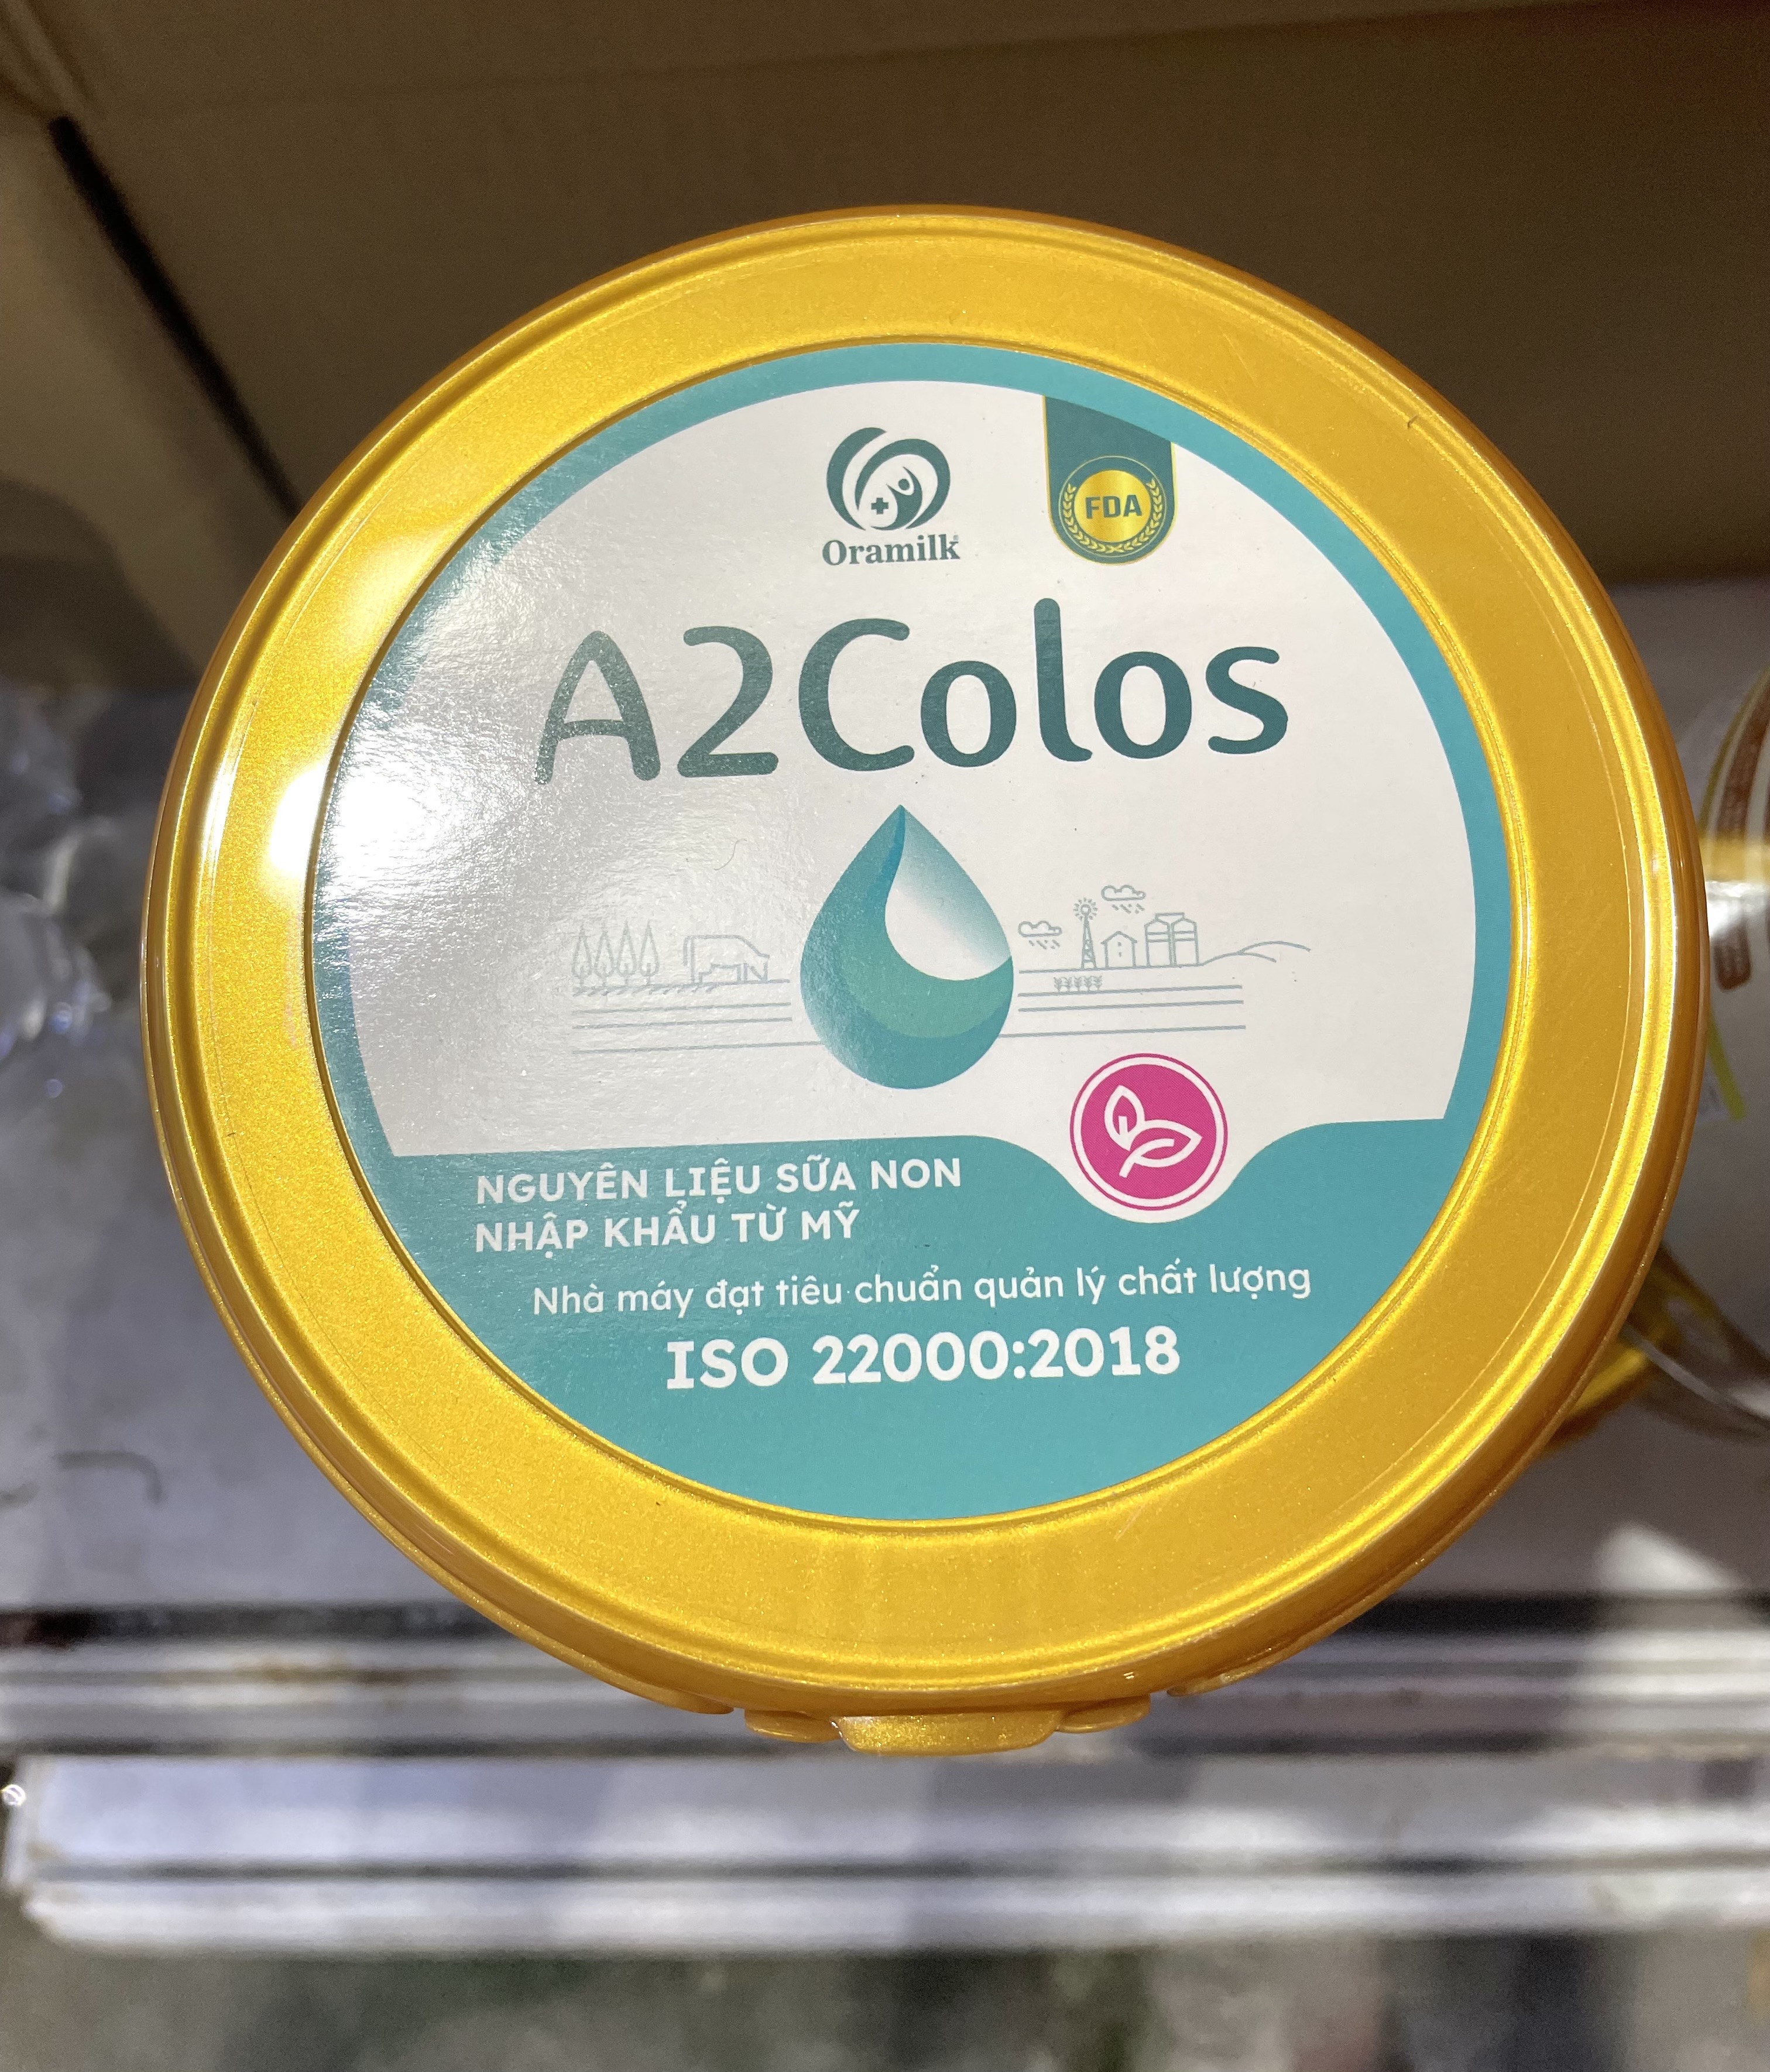 Oramilk
FDA
A2Colos
NGUYÊN LIỆU SỮA NON
NHẬP KHẨU TỪ MỸ
Nhà máy đạt tiêu chuẩn quản lý chất lượng
ISO 22000:2018